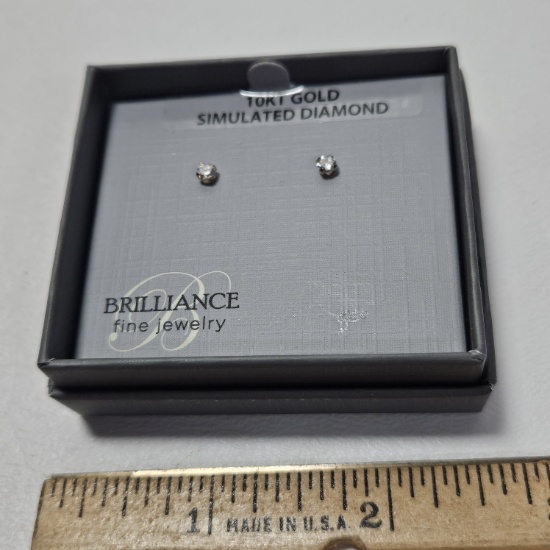 10KT GOLD
SIMULATED DIAMOND
B
BRILLIANCE
fine jewelry
1 MADE IN U.S.A. 2